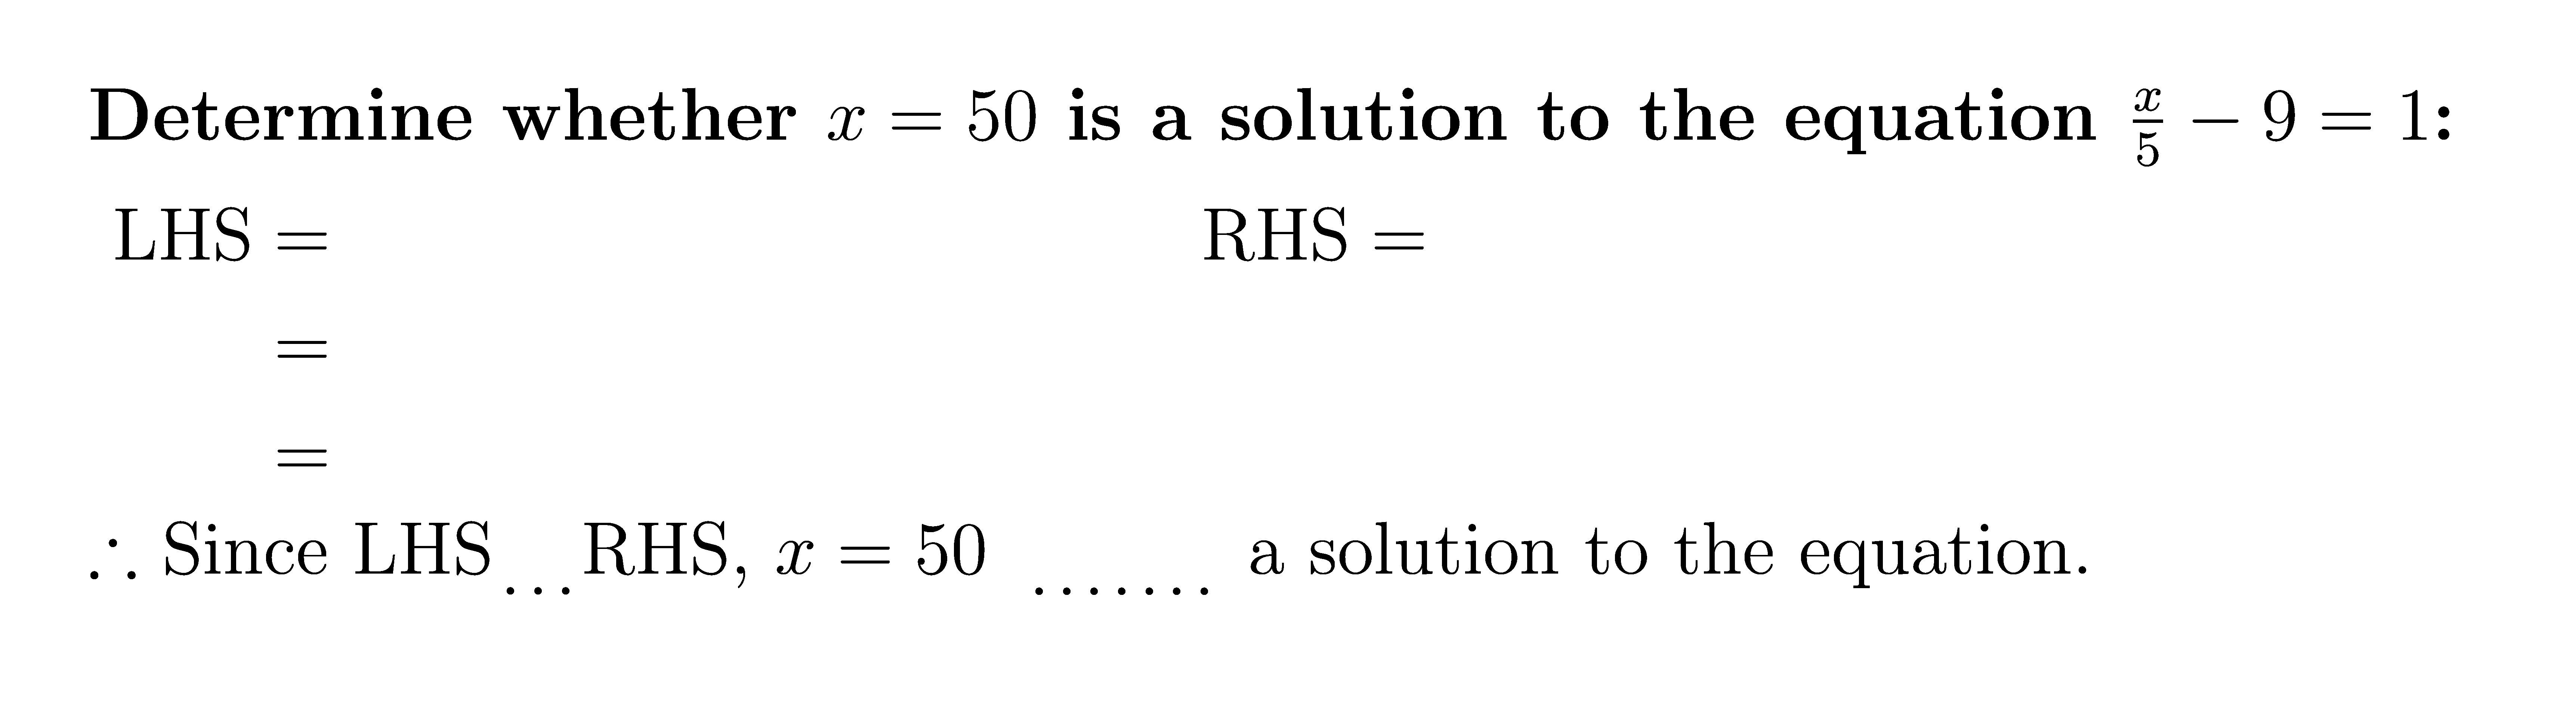 Determine whether $x = 50$ is a solution to the equation $\frac{x}{5} - 9 = 1$:
LHS =
RHS =
=
=
∴ Since LHS ... RHS, $x = 50$ ....... a solution to the equation.